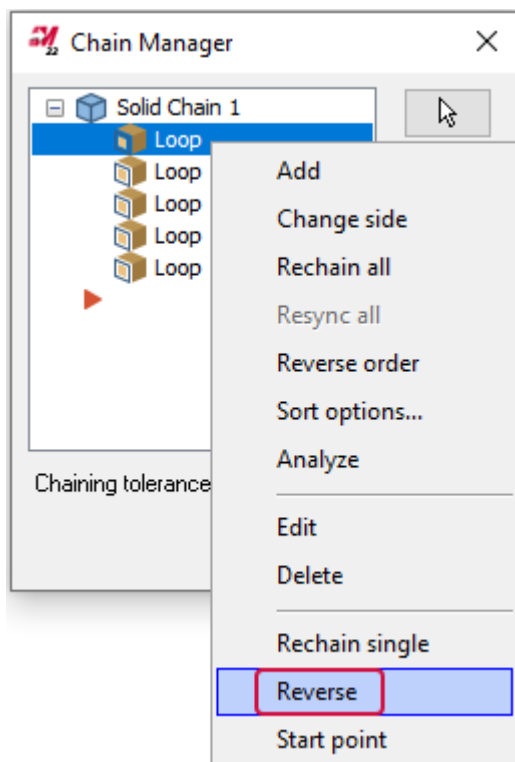 22
Chain Manager
Solid Chain 1
Loop
Loop
Loop
Loop
Loop
Chaining tolerance
Add
Change side
Rechain all
Resync all
Reverse order
Sort options...
Analyze
Edit
Delete
Rechain single
Reverse
Start point